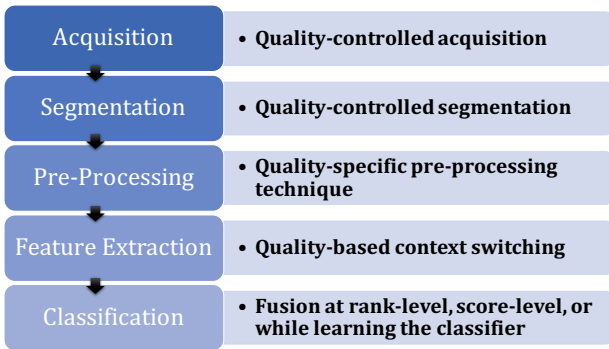 Acquisition
• Quality-controlled acquisition
Segmentation
• Quality-controlled segmentation
Pre-Processing
• Quality-specific pre-processing
technique
Feature Extraction
• Quality-based context switching
Classification
• Fusion at rank-level, score-level, or
while learning the classifier